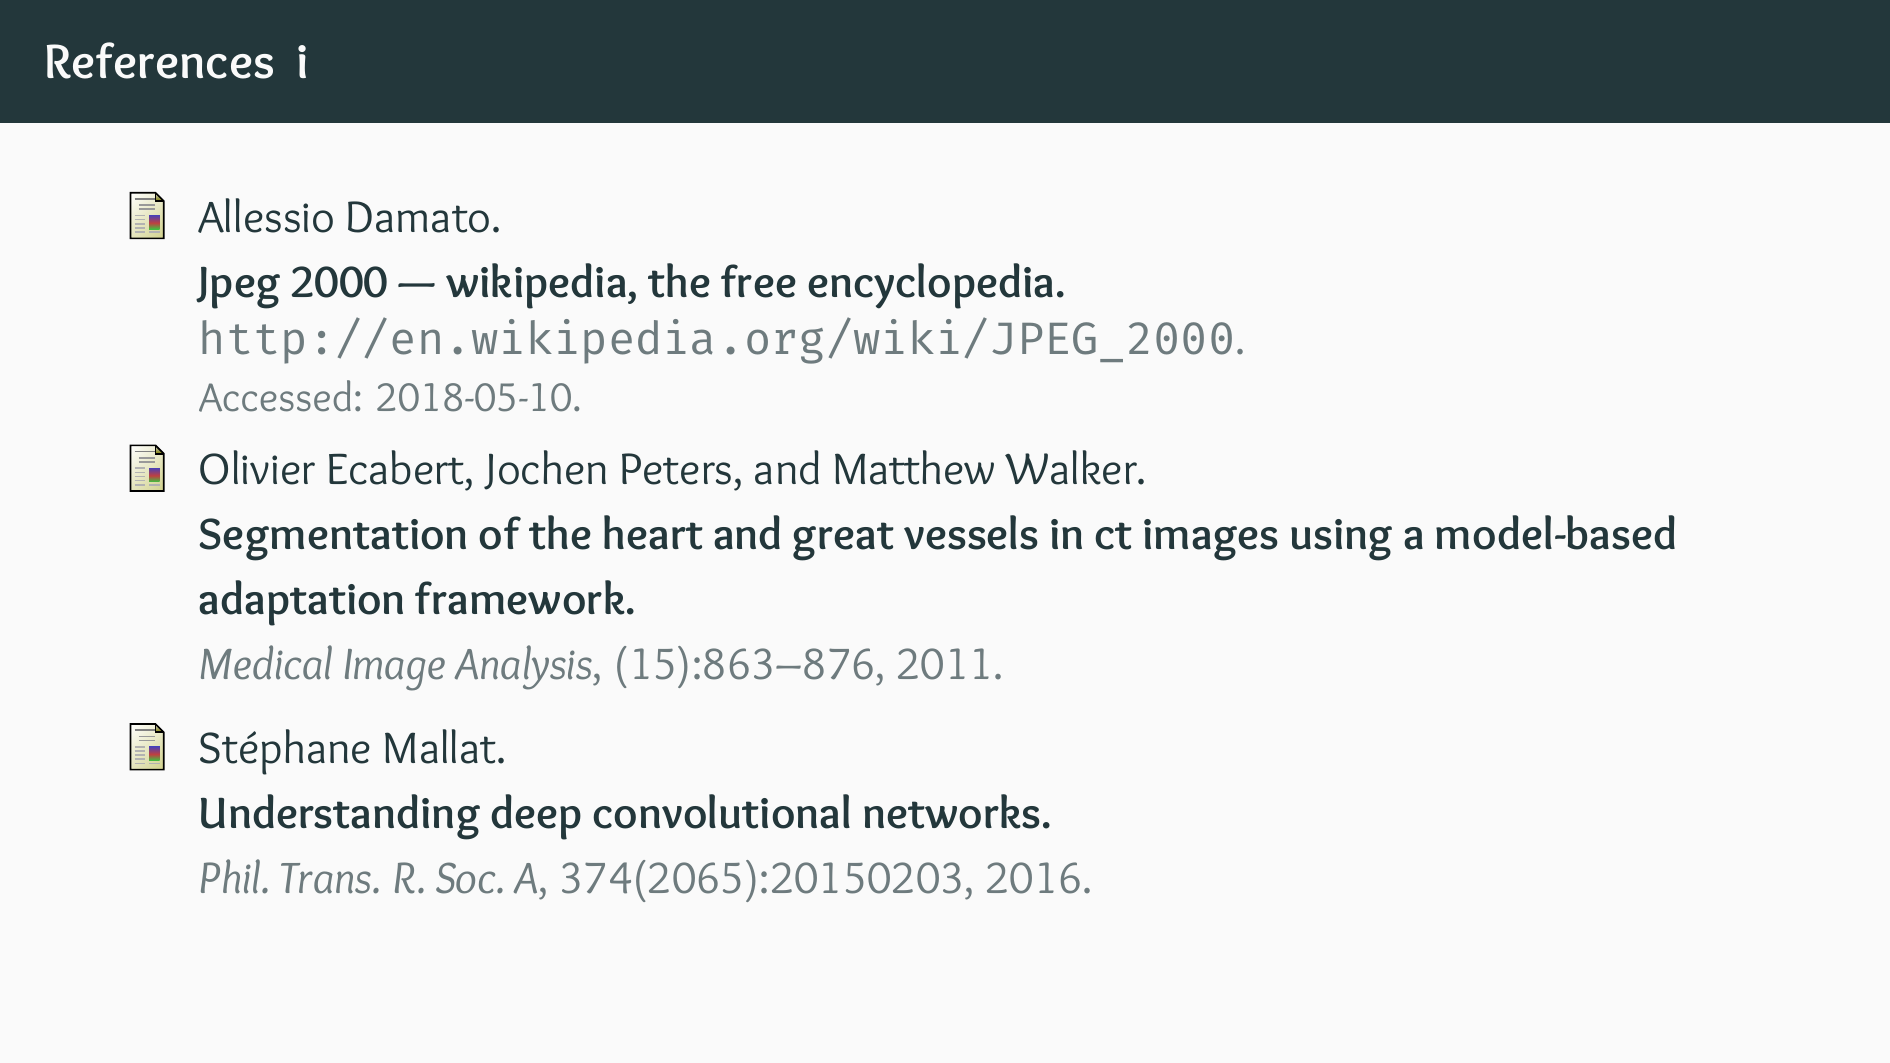 References i
Allessio Damato.
Jpeg 2000 — wikipedia, the free encyclopedia.
http://en.wikipedia.org/wiki/JPEG_2000.
Accessed: 2018-05-10.
Olivier Ecabert, Jochen Peters, and Matthew Walker.
Segmentation of the heart and great vessels in ct images using a model-based
adaptation framework.
Medical Image Analysis, (15):863–876, 2011.
Stéphane Mallat.
Understanding deep convolutional networks.
Phil. Trans. R. Soc. A, 374(2065):20150203, 2016.